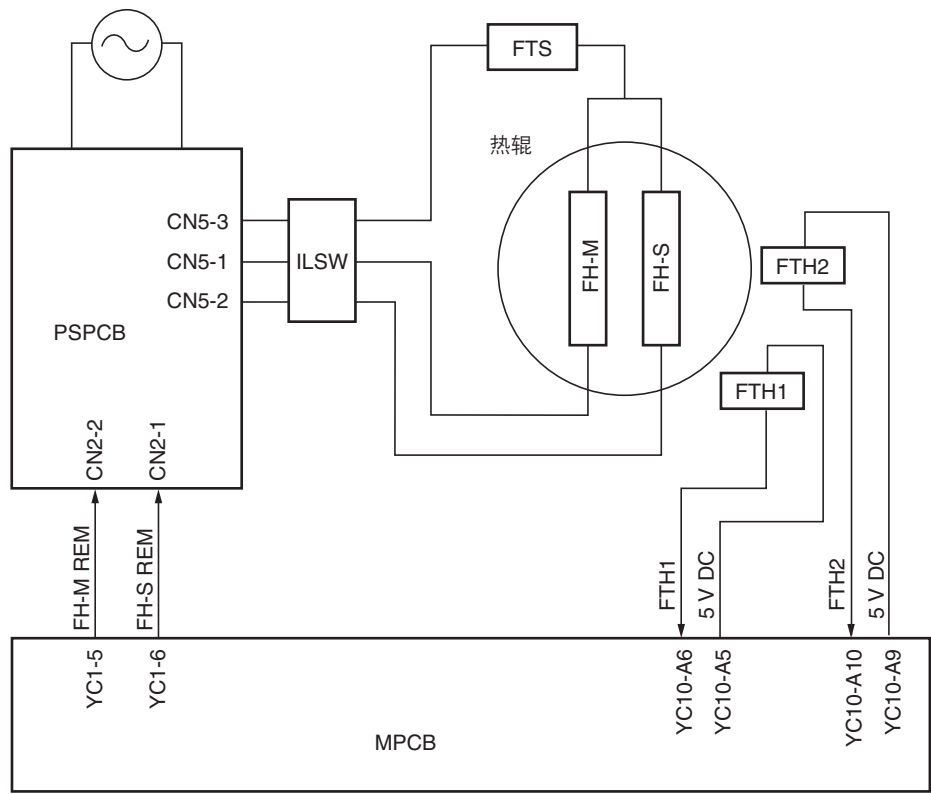 FTS
热辊
CN5-3
CN5-1
CN5-2
ILSW
FH-M
FH-S
FTH2
PSPCB
FTH1
CN2-2
CN2-1
FH-M REM
FH-S REM
FTH1
5 V DC
FTH2
5 V DC
YC1-5
YC1-6
YC10-A6
YC10-A5
YC10-A10
YC10-A9
MPCB